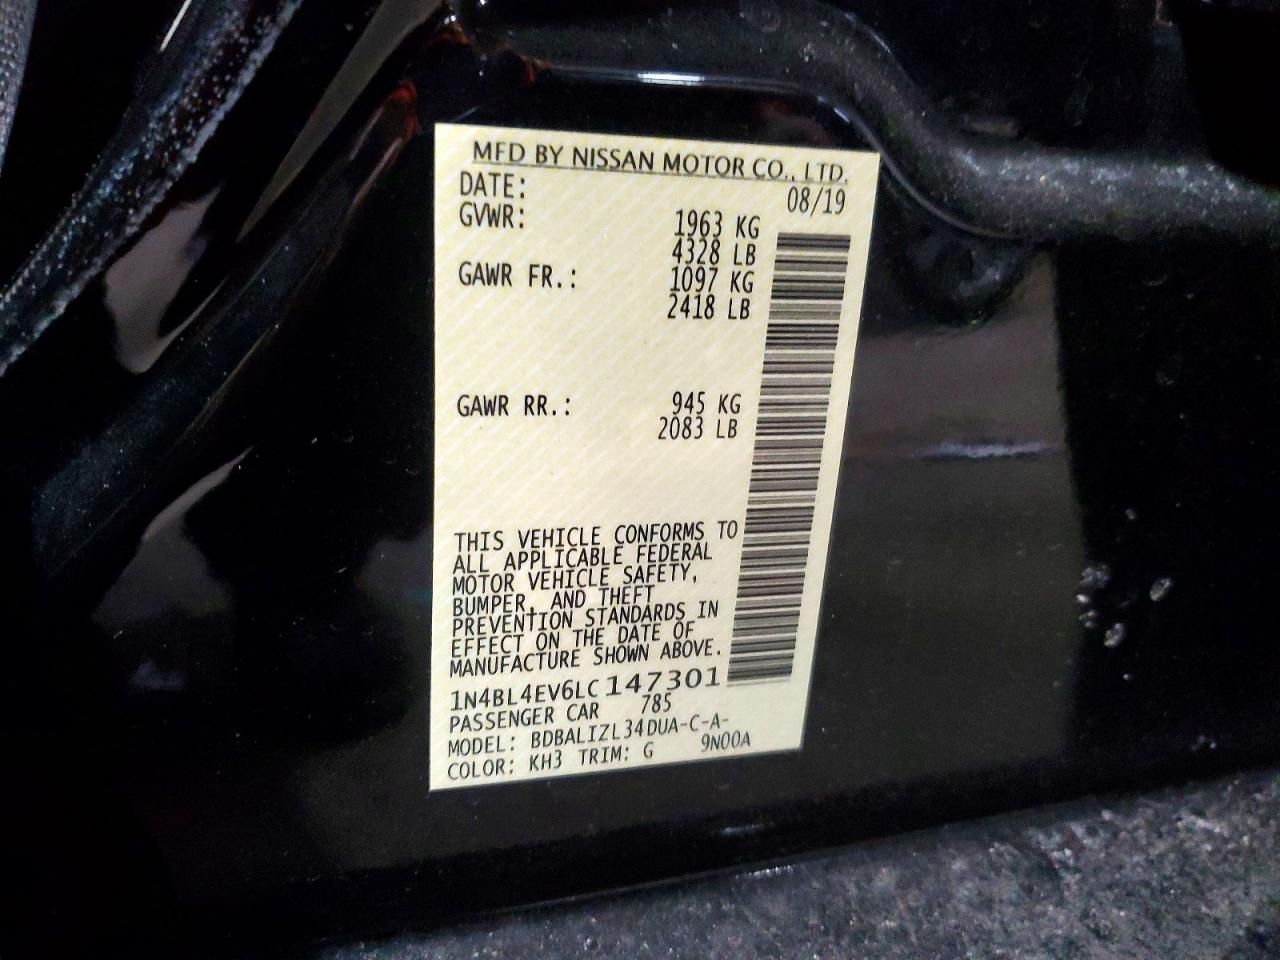 MFD BY NISSAN MOTOR CO., LTD.
DATE: 08/19
GVWR: 1963 KG
4328 LB
GAWR FR.: 1097 KG
2418 LB
GAWR RR.: 945 KG
2083 LB
THIS VEHICLE CONFORMS TO
ALL APPLICABLE FEDERAL
MOTOR VEHICLE SAFETY,
BUMPER, AND THEFT
PREVENTION STANDARDS IN
EFFECT ON THE DATE OF
MANUFACTURE SHOWN ABOVE.
1N4BL4EV6LC147301
PASSENGER CAR 785
MODEL: BDBALIZL34DUA-C-A-
COLOR: KH3 TRIM: G 9N00A